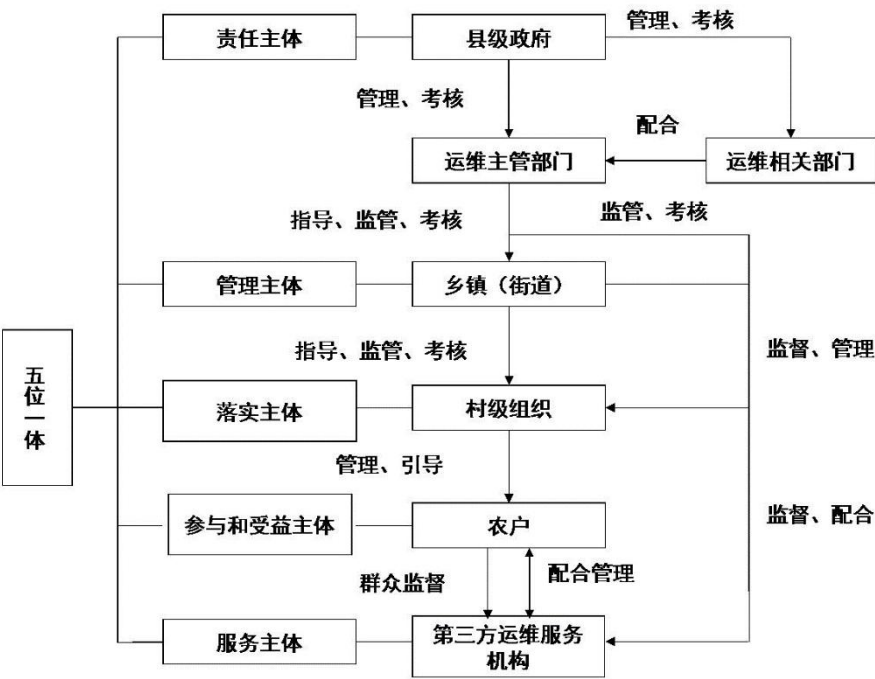 责任主体
县级政府
管理、考核
管理、考核
配合
运维主管部门
运维相关部门
指导、监管、考核
监管、考核
管理主体
乡镇（街道）
指导、监管、考核
监督、管理
五位一体
落实主体
村级组织
管理、引导
参与和受益主体
农户
监督、配合
群众监督
配合管理
服务主体
第三方运维服务
机构